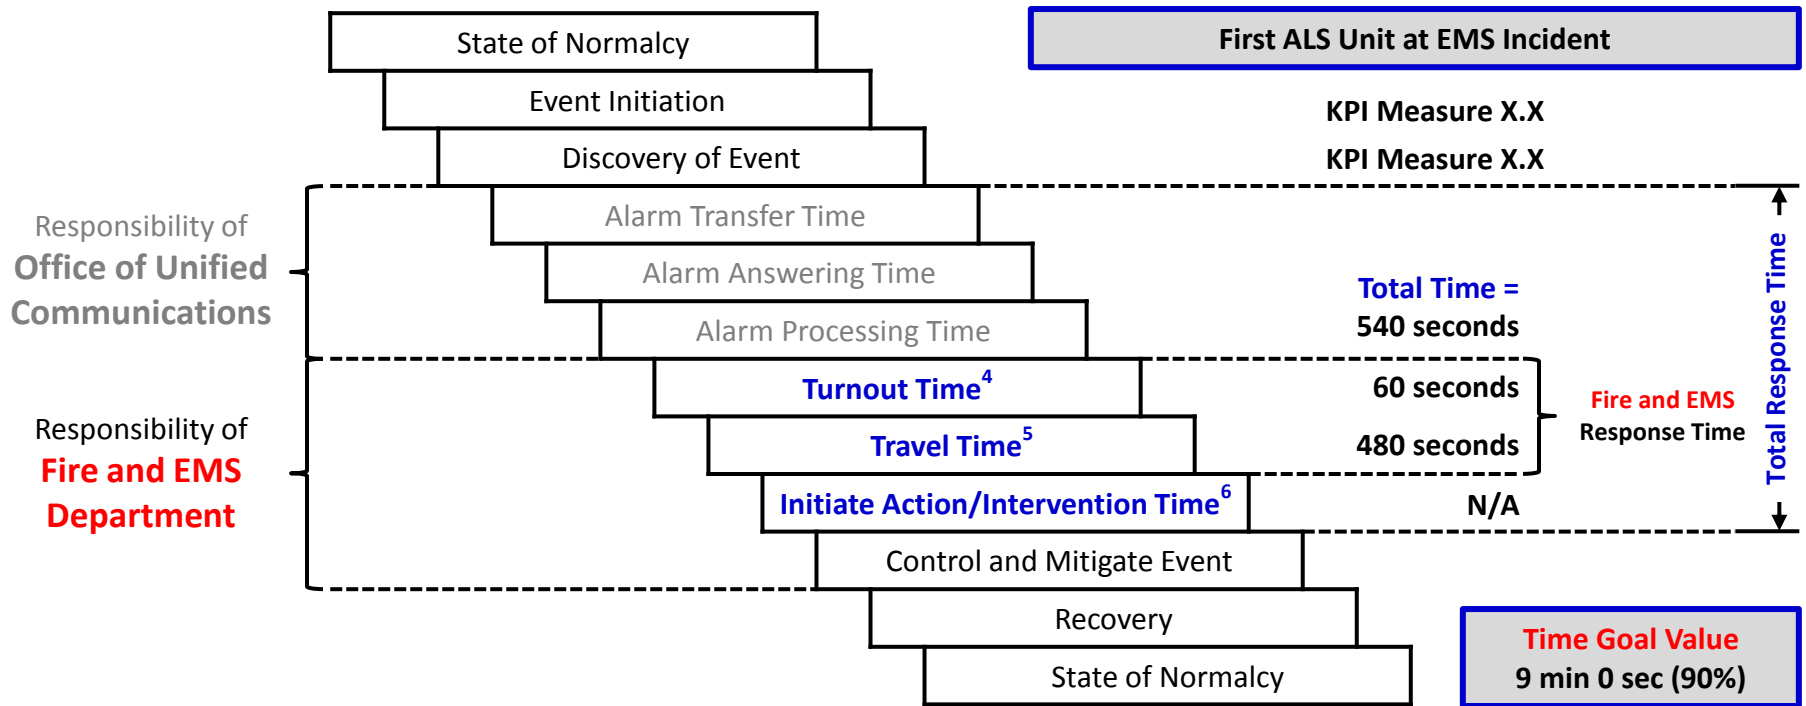 State of Normalcy
First ALS Unit at EMS Incident
Event Initiation
KPI Measure X.X
Discovery of Event
KPI Measure X.X
Responsibility of
Office of Unified
Communications
Alarm Transfer Time
Alarm Answering Time
Alarm Processing Time
Total Time =
540 seconds
Total Response Time
Responsibility of
Fire and EMS
Department
Turnout Time4
60 seconds
Travel Time5
480 seconds
Fire and EMS
Response Time
Initiate Action/Intervention Time6
N/A
Control and Mitigate Event
Recovery
State of Normalcy
Time Goal Value
9 min 0 sec (90%)